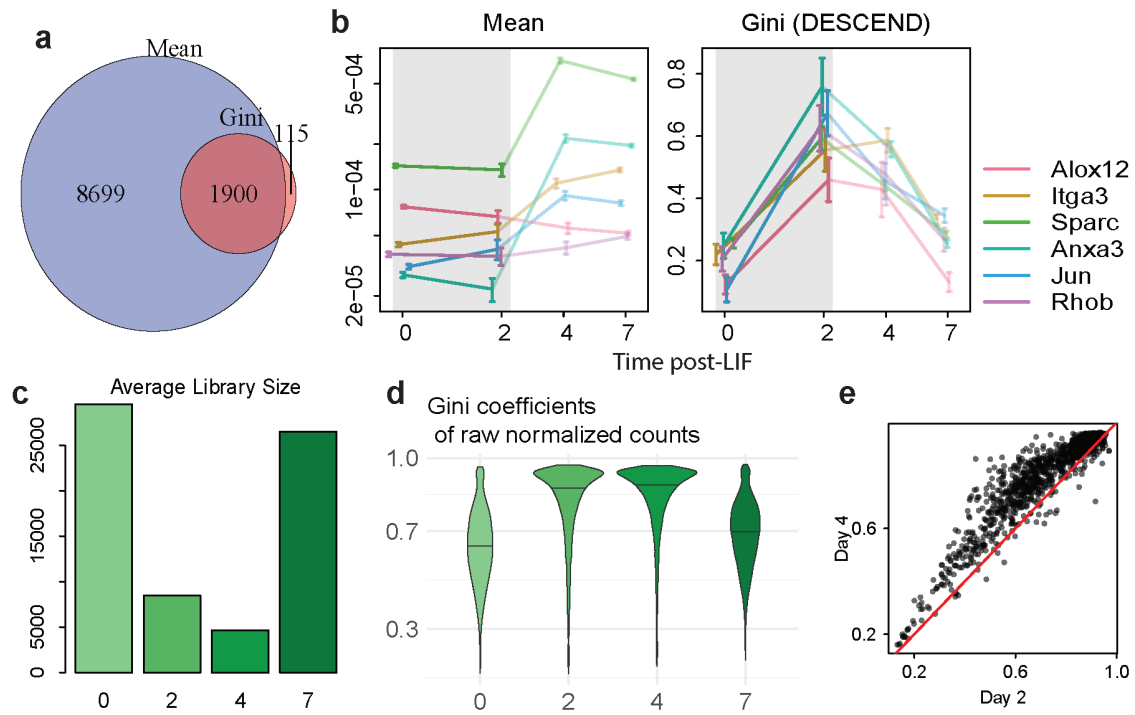 a
Mean
Gini
115
8699
1900
b
Mean
Gini (DESCEND)
5e-04
1e-04
2e-05
0.8
0.6
0.4
0.2
0 2 4 7
0 2 4 7
Time post-LIF
Alox12
Itga3
Sparc
Anxa3
Jun
Rhob
c
Average Library Size
25000
15000
5000
0
0 2 4 7
d
Gini coefficients
of raw normalized counts
1.0
0.7
0.3
0 2 4 7
e
Day 4
0.6
0.2
0.2 0.6 1.0
Day 2